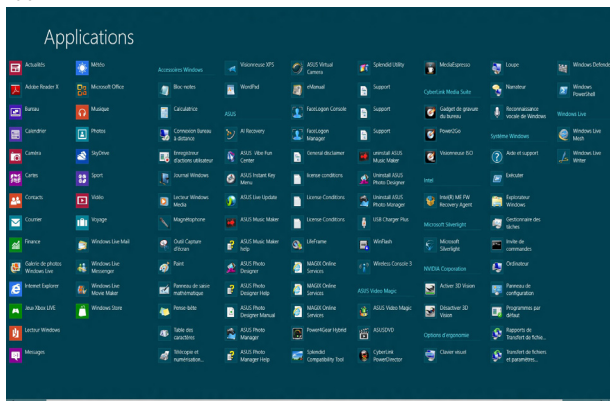 Applications
Actualités
Adobe Reader X
Bureau
Calendrier
Caméra
Cartes
Contacts
Courrier
Finance
Galerie de photos
Windows Live
Internet Explorer
Jeux Xbox LIVE
Lecteur Windows
Messages
Météo
Microsoft Office
Musique
Photos
SkyDrive
Sport
Vidéo
Voyage
Windows Live Mail
Windows Live
Messenger
Windows Live
Movie Maker
Windows Store
Accessoires Windows
Bloc-notes
Calculatrice
Connexion Bureau
à distance
Enregistreur
d'actions utilisateur
Journal Windows
Lecteur Windows
Media
Magnétophone
Outil Capture
d'écran
Paint
Panneau de saisie
mathématique
Pense-bête
Table des
caractères
Télécopie et
numérisation...
Visionneuse XPS
WordPad
ASUS
AI Recovery
ASUS Vibe Fun
Center
ASUS Instant Key
Menu
ASUS Live Update
ASUS Music Maker
ASUS Music Maker
help
ASUS Photo
Designer
ASUS Photo
Designer Help
ASUS Photo
Designer Manual
ASUS Photo
Manager
ASUS Photo
Manager Help
ASUS Virtual
Camera
eManual
FaceLogon Console
FaceLogon
Manager
General disclaimer
license conditions
License Conditions
License Conditions
LifeFrame
MAGIX Online
Services
MAGIX Online
Services
MAGIX Online
Services
Power4Gear Hybrid
Splendid
Compatibility Tool
Splendid Utility
Support
Support
Support
uninstall ASUS
Music Maker
Uninstall ASUS
Photo Designer
Uninstall ASUS
Photo Manager
USB Charger Plus
WinFlash
Wireless Console 3
ASUS Video Magic
ASUS Video Magic
ASUSDVD
CyberLink
PowerDirector
MediaEspresso
CyberLink Media Suite
Gadget de gravure
du bureau
Power2Go
Visionneuse ISO
Intel
Intel(R) ME FW
Recovery Agent
Microsoft Silverlight
Microsoft
Silverlight
NVIDIA Corporation
Activer 3D Vision
Désactiver 3D
Vision
Options d'ergonomie
Clavier visuel
Loupe
Narrateur
Reconnaissance
vocale de Windows
Système Windows
Aide et support
Exécuter
Explorateur
Windows
Gestionnaire des
tâches
Invite de
commandes
Ordinateur
Panneau de
configuration
Programmes par
défaut
Rapports de
Transfert de fichie...
Transfert de fichiers
et paramètres...
Windows Defende
Windows
PowerShell
Windows Live
Windows Live
Mesh
Windows Live
Writer